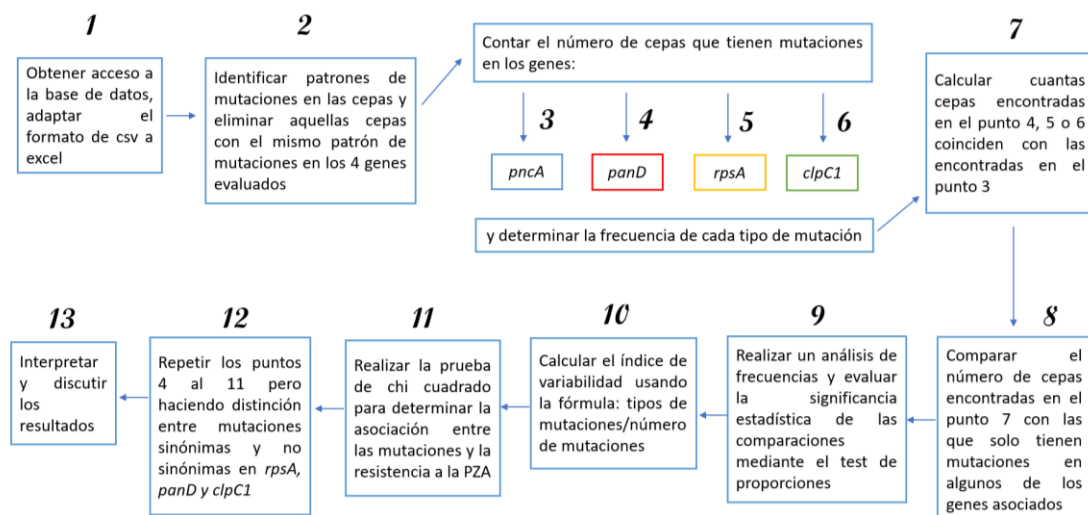 1
Obtener acceso a
la base de datos,
adaptar el
formato de csv a
excel
2
Identificar patrones de
mutaciones en las cepas y
eliminar aquellas cepas
con el mismo patrón de
mutaciones en los 4 genes
evaluados
Contar el número de cepas que tienen mutaciones
en los genes:
3
pncA
4
panD
5
rpsA
6
clpC1
y determinar la frecuencia de cada tipo de mutación
7
Calcular cuantas
cepas encontradas
en el punto 4, 5 o 6
coinciden con las
encontradas en el
punto 3
8
Comparar el
número de cepas
encontradas en el
punto 7 con las
que solo tienen
mutaciones en
algunos de los
genes asociados
9
Realizar un análisis de
frecuencias y evaluar
la significancia
estadística de las
comparaciones
mediante el test de
proporciones
10
Calcular el índice de
variabilidad usando
la fórmula: tipos de
mutaciones/número
de mutaciones
11
Realizar la prueba
de chi cuadrado
para determinar la
asociación entre
las mutaciones y la
resistencia a la PZA
12
Repetir los puntos
4 al 11 pero
haciendo distinción
entre mutaciones
sinónimas y no
sinónimas en rpsA,
panD y clpC1
13
Interpretar
y discutir
los
resultados